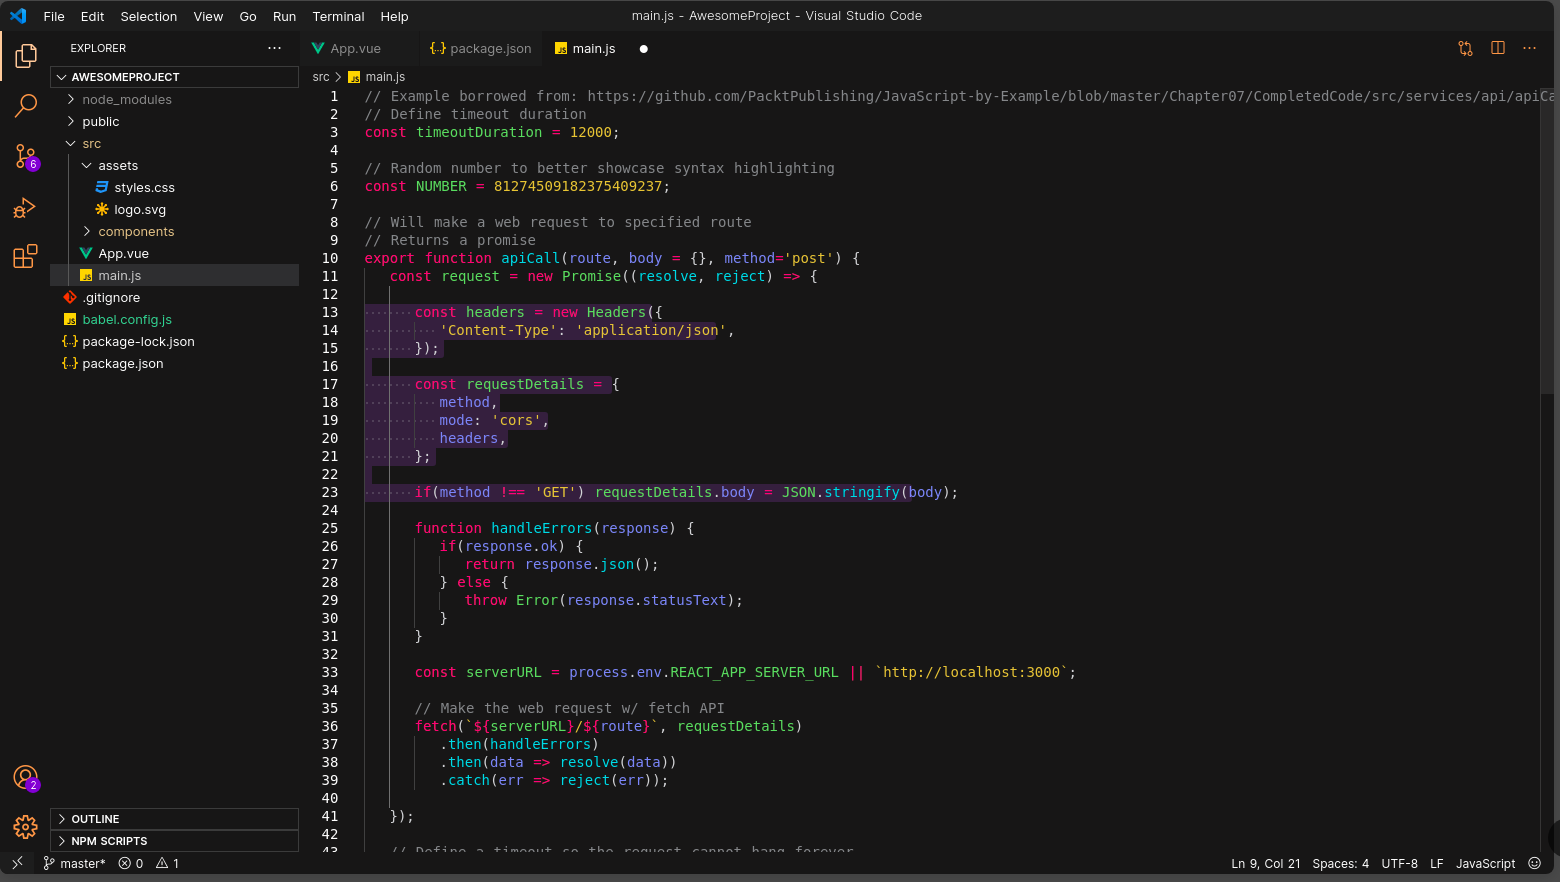 File Edit Selection View Go Run Terminal Help
main.js - AwesomeProject - Visual Studio Code
EXPLORER
AWESOMEPROJECT
node_modules
public
src
assets
styles.css
logo.svg
components
App.vue
main.js
.gitignore
babel.config.js
package-lock.json
package.json
OUTLINE
NPM SCRIPTS
6
2
App.vue package.json main.js
src main.js
1 // Example borrowed from: https://github.com/PacktPublishing/JavaScript-by-Example/blob/master/Chapter07/CompletedCode/src/services/api/apiCa
2 // Define timeout duration
3 const timeoutDuration = 12000;
4
5 // Random number to better showcase syntax highlighting
6 const NUMBER = 81274509182375409237;
7
8 // Will make a web request to specified route
9 // Returns a promise
10 export function apiCall(route, body = {}, method='post') {
11 const request = new Promise((resolve, reject) => {
12
13 const headers = new Headers({
14 'Content-Type': 'application/json',
15 });
16
17 const requestDetails = {
18 method,
19 mode: 'cors',
20 headers,
21 };
22
23 if(method !== 'GET') requestDetails.body = JSON.stringify(body);
24
25 function handleErrors(response) {
26 if(response.ok) {
27 return response.json();
28 } else {
29 throw Error(response.statusText);
30 }
31 }
32
33 const serverURL = process.env.REACT_APP_SERVER_URL || `http://localhost:3000`;
34
35 // Make the web request w/ fetch API
36 fetch(`${serverURL}/${route}`, requestDetails)
37 .then(handleErrors)
38 .then(data => resolve(data))
39 .catch(err => reject(err));
40
41 });
42
43 // Define a timeout so the request cannot hang forever
master* 0 1
Ln 9, Col 21 Spaces: 4 UTF-8 LF JavaScript